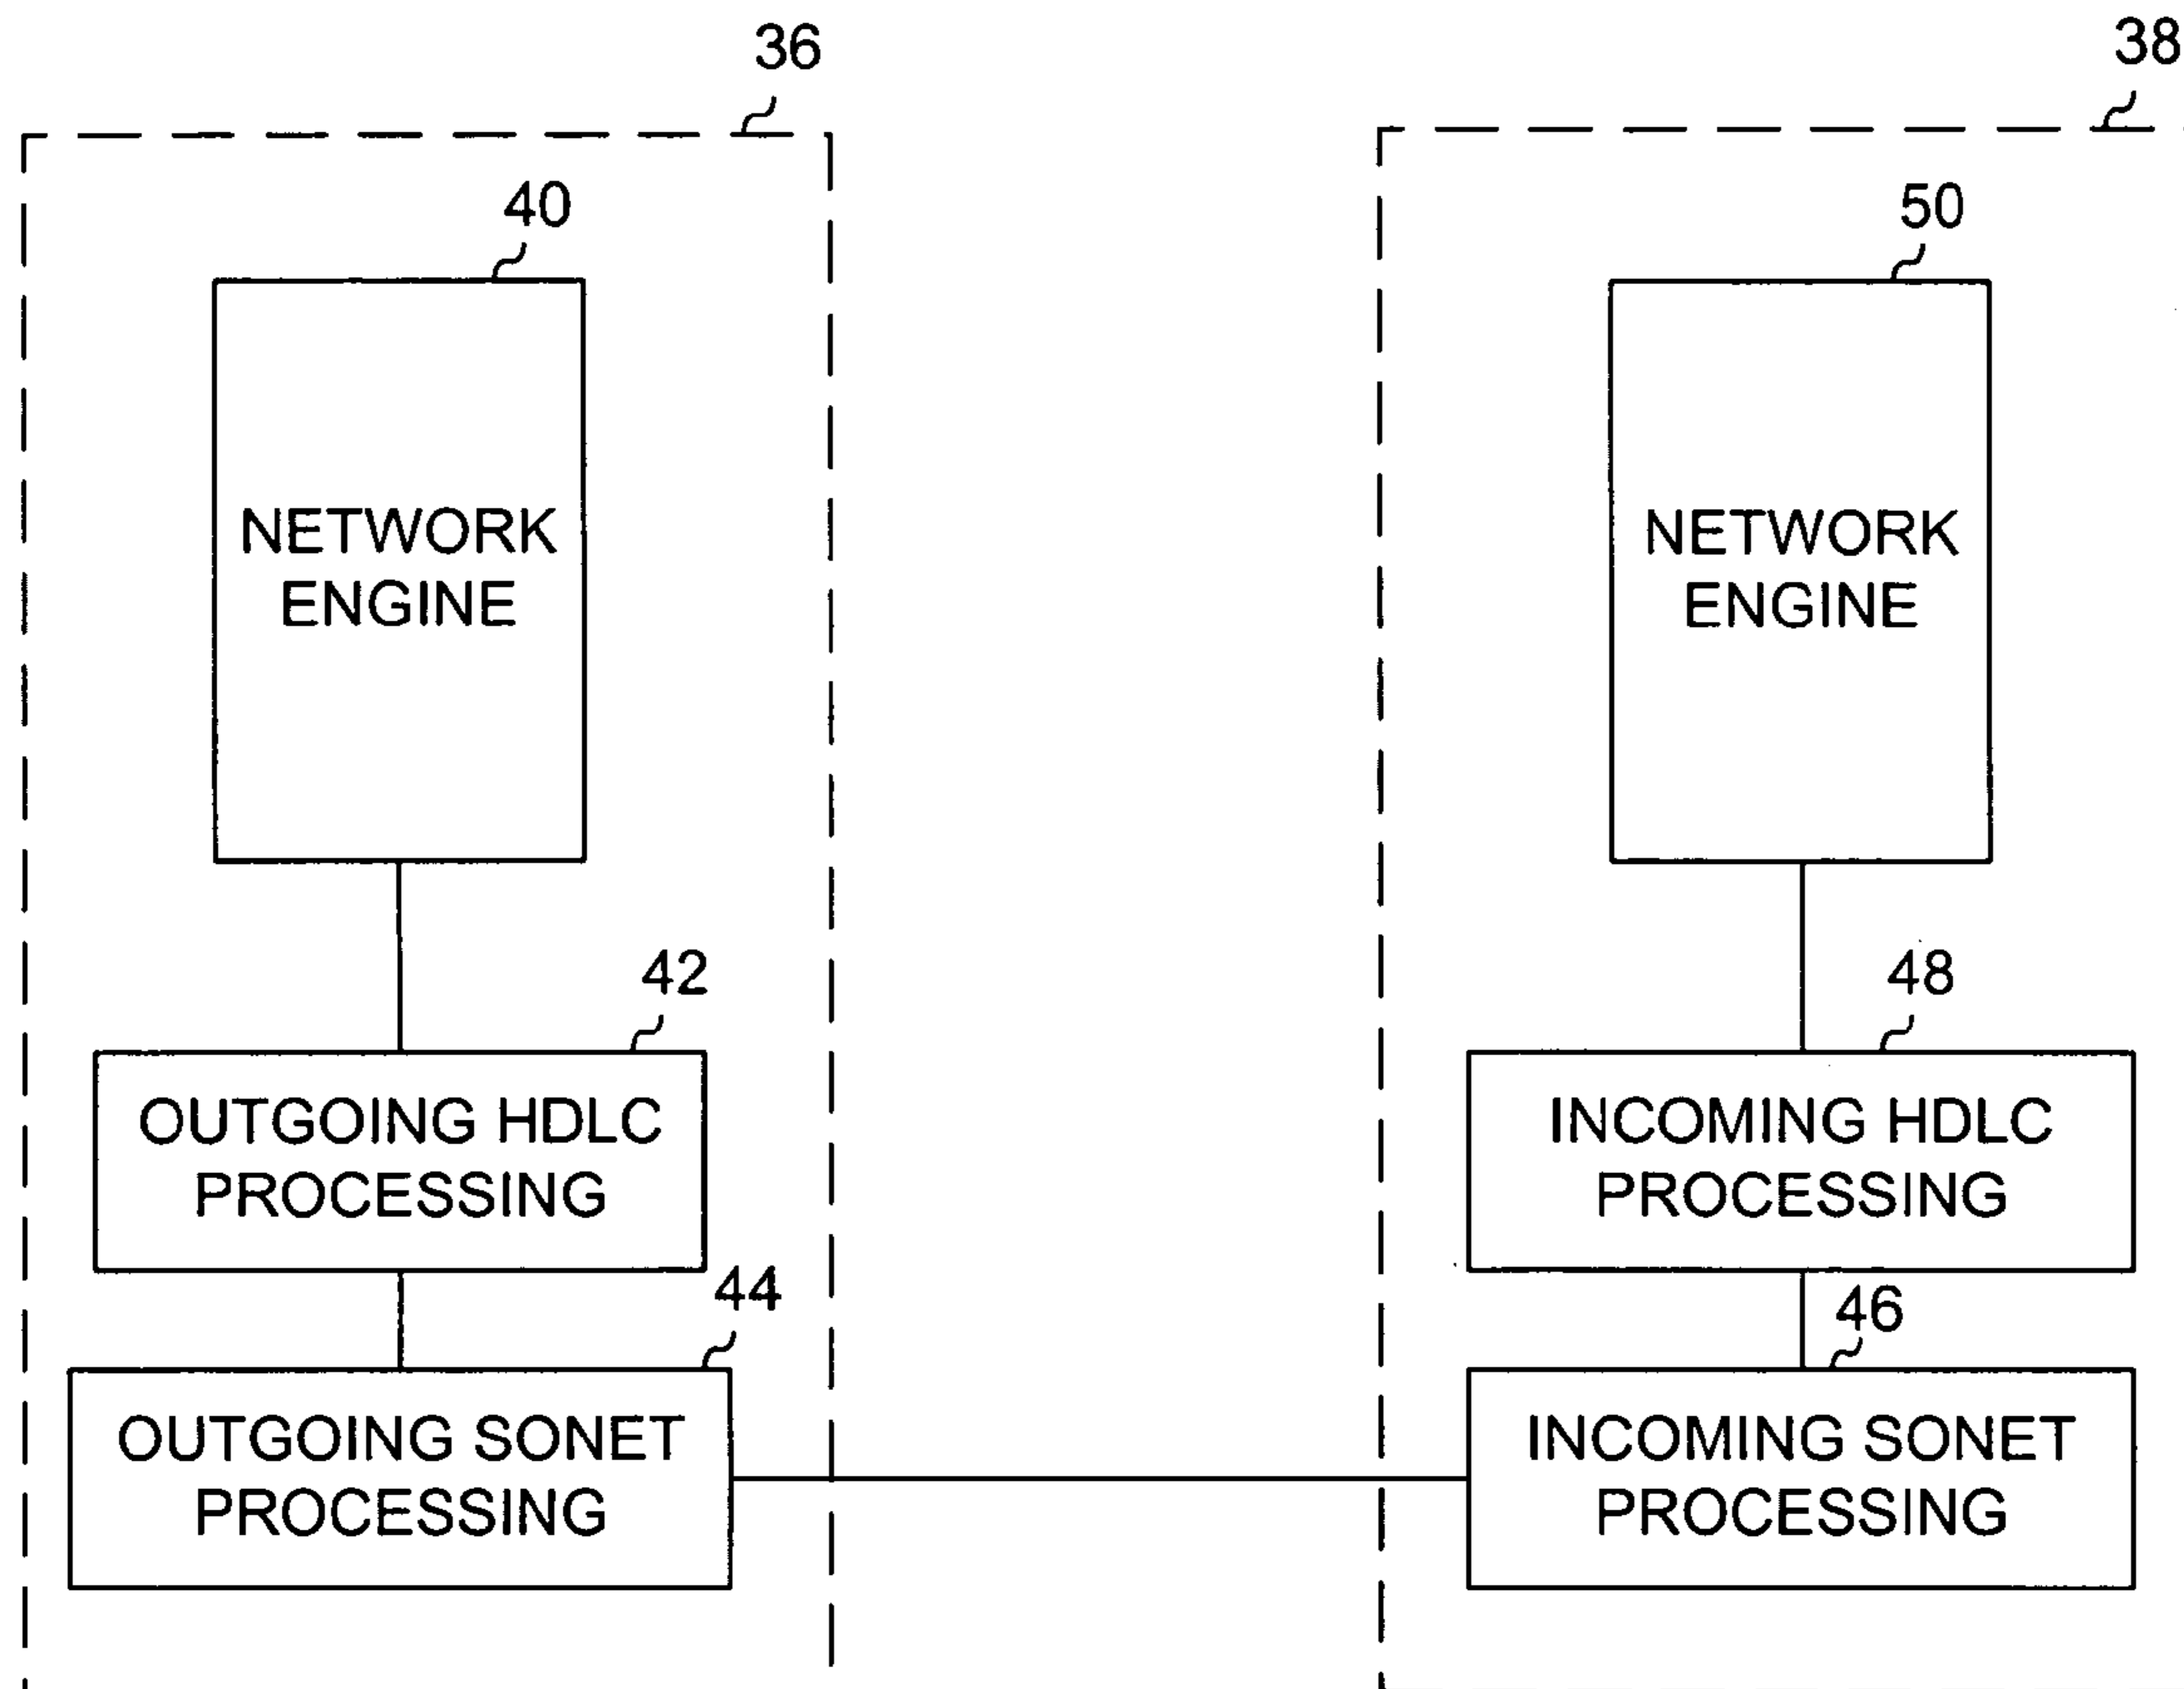 36
38
40
50
NETWORK
ENGINE
NETWORK
ENGINE
42
48
OUTGOING HDLC
PROCESSING
INCOMING HDLC
PROCESSING
44
46
OUTGOING SONET
PROCESSING
INCOMING SONET
PROCESSING